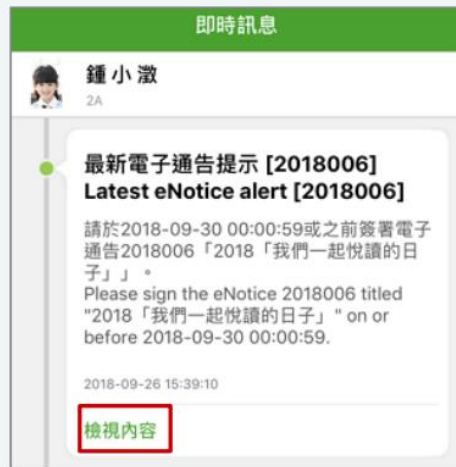 即時訊息
鍾小澂
2A
最新電子通告提示 [2018006]
Latest eNotice alert [2018006]
請於2018-09-30 00:00:59或之前簽署電子
通告2018006「2018「我們一起悅讀的日
子」」。
Please sign the eNotice 2018006 titled
"2018「我們一起悅讀的日子」" on or
before 2018-09-30 00:00:59.
2018-09-26 15:39:10
檢視內容